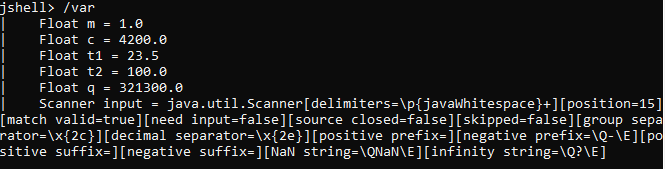 jshell> /var
|    Float m = 1.0
|    Float c = 4200.0
|    Float t1 = 23.5
|    Float t2 = 100.0
|    Float q = 321300.0
|    Scanner input = java.util.Scanner[delimiters=\p{javaWhitespace}+][position=15]
[match valid=true][need input=false][source closed=false][skipped=false][group sepa
rator=\x{2c}][decimal separator=\x{2e}][positive prefix=][negative prefix=\Q-\E][po
sitive suffix=][negative suffix=][NaN string=\QNaN\E][infinity string=\Q?\E]